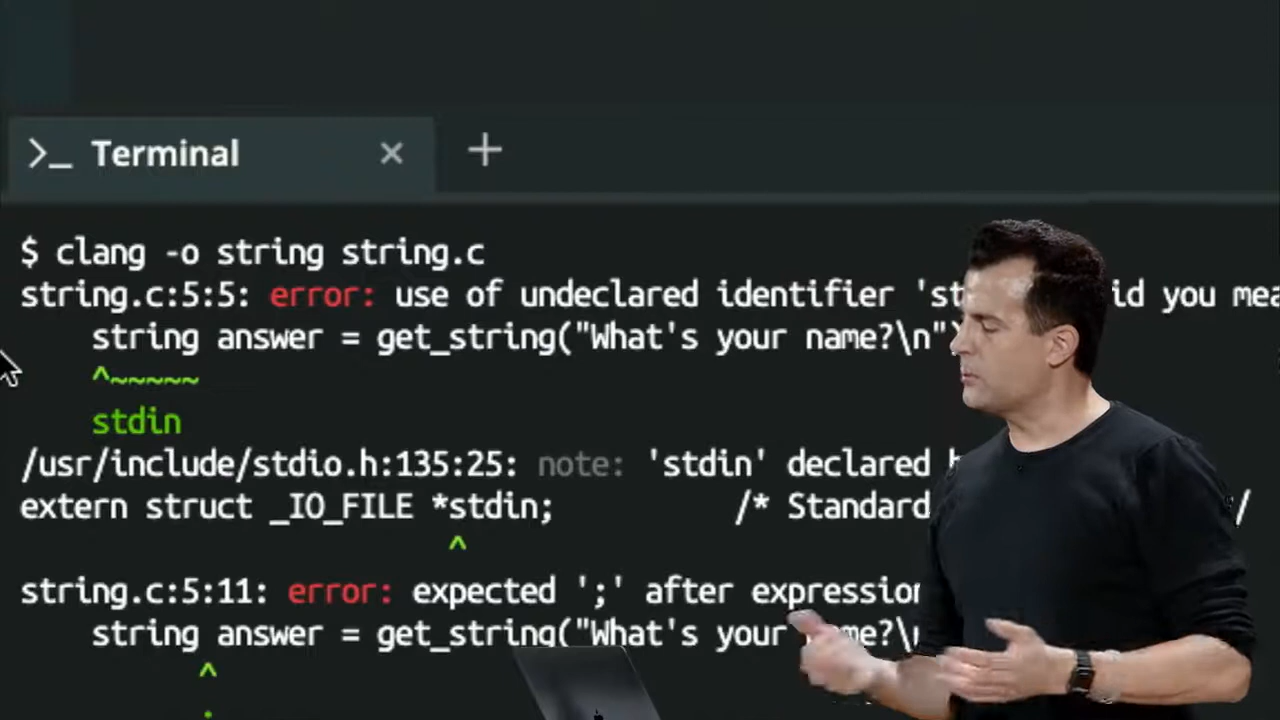 >_ Terminal × +
$ clang -o string string.c
string.c:5:5: error: use of undeclared identifier 'st id you mea
string answer = get_string("What's your name?\n")
^~~~~~
stdin
/usr/include/stdio.h:135:25: note: 'stdin' declared
extern struct _IO_FILE *stdin; /* Standard /
^
string.c:5:11: error: expected ';' after expression
string answer = get_string("What's your name?\
^
;